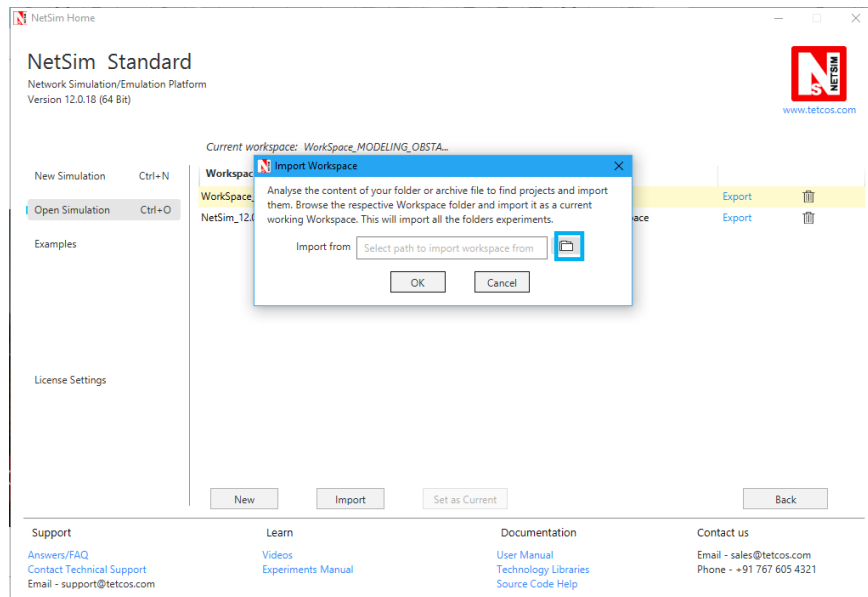 NetSim Home
NetSim Standard
Network Simulation/Emulation Platform
Version 12.0.18 (64 Bit)
NETSIM
www.tetcos.com
Current workspace: WorkSpace_MODELING_OBSTA...
New Simulation Ctrl+N
Open Simulation Ctrl+O
Examples
License Settings
Workspac
WorkSpace_ Export
NetSim_12.0 ace Export
Import Workspace
Analyse the content of your folder or archive file to find projects and import
them. Browse the respective Workspace folder and import it as a current
working Workspace. This will import all the folders experiments.
Import from Select path to import workspace from
OK Cancel
New Import Set as Current Back
Support Learn Documentation Contact us
Answers/FAQ Videos User Manual Email - sales@tetcos.com
Contact Technical Support Experiments Manual Technology Libraries Phone - +91 767 605 4321
Email - support@tetcos.com Source Code Help